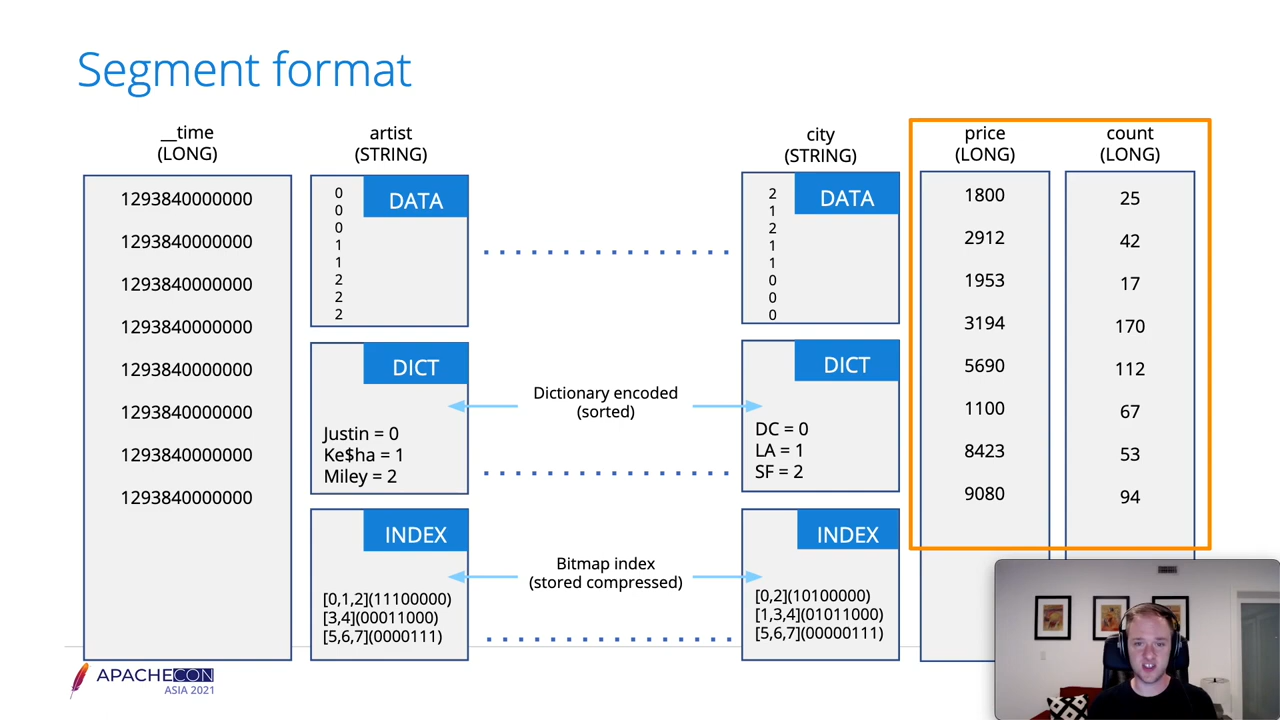 Segment format
__time
(LONG)
1293840000000
1293840000000
1293840000000
1293840000000
1293840000000
1293840000000
1293840000000
1293840000000
artist
(STRING)
DATA
0
0
0
1
1
2
2
2
DICT
Justin = 0
Ke$ha = 1
Miley = 2
INDEX
[0,1,2](11100000)
[3,4](00011000)
[5,6,7](0000111)
Dictionary encoded
(sorted)
Bitmap index
(stored compressed)
city
(STRING)
DATA
2
1
2
1
1
0
0
0
DICT
DC = 0
LA = 1
SF = 2
INDEX
[0,2](10100000)
[1,3,4](01011000)
[5,6,7](00000111)
price
(LONG)
1800
2912
1953
3194
5690
1100
8423
9080
count
(LONG)
25
42
17
170
112
67
53
94
APACHECON
ASIA 2021